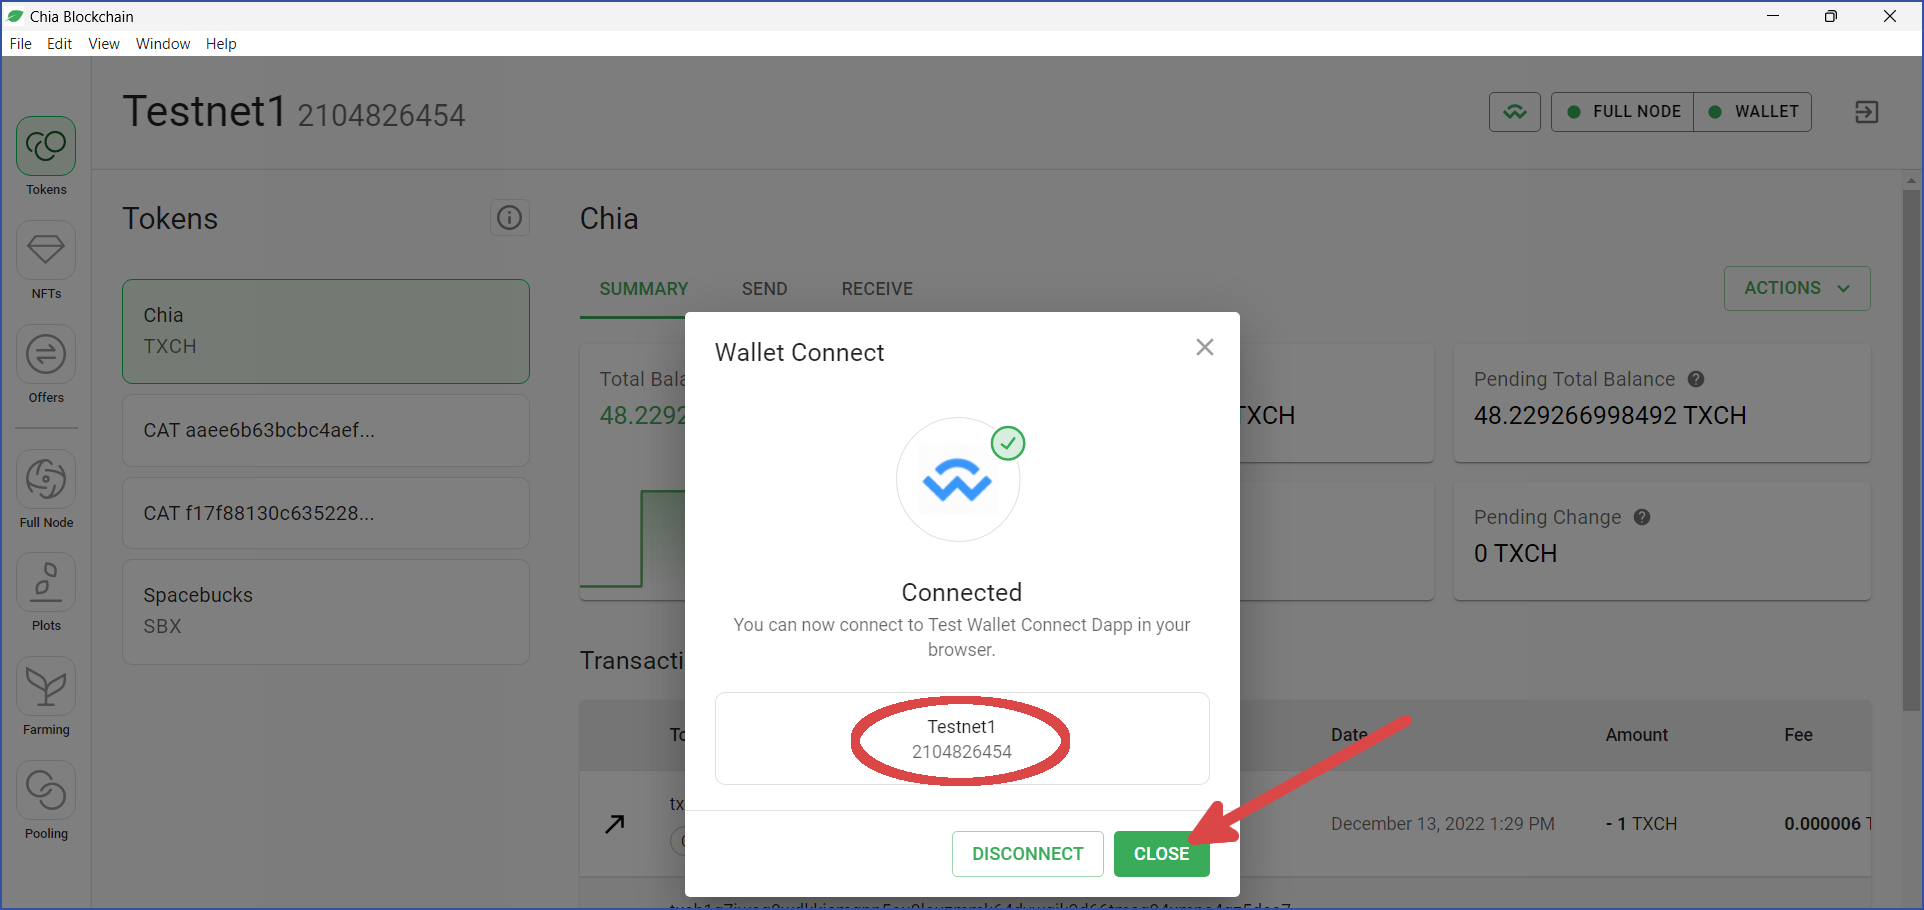 Chia Blockchain
File Edit View Window Help
Testnet1 2104826454
FULL NODE
WALLET
Tokens
NFTs
Offers
Full Node
Plots
Farming
Pooling
Tokens
Chia
TXCH
CAT aaee6b63bcbc4aef...
CAT f17f88130c635228...
Spacebucks
SBX
Chia
SUMMARY SEND RECEIVE
ACTIONS
Total
48.2292
TXCH
Pending Total Balance
48.229266998492 TXCH
Pending Change
0 TXCH
Wallet Connect
Connected
You can now connect to Test Wallet Connect Dapp in your
browser.
Testnet1
2104826454
DISCONNECT
CLOSE
Date Amount Fee
December 13, 2022 1:29 PM - 1 TXCH 0.000006